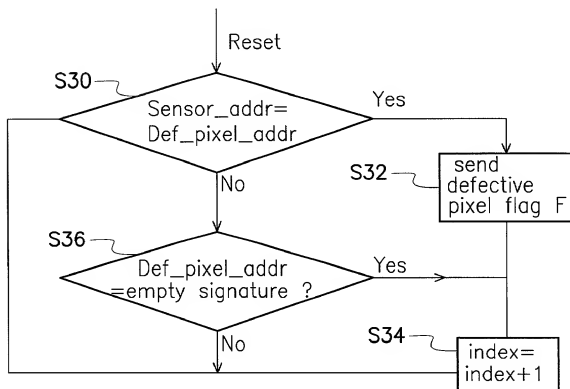 Reset
S30
Sensor_addr=
Def_pixel_addr
Yes
No
S32
send
defective
pixel flag F
S36
Def_pixel_addr
=empty signature ?
Yes
No
S34
index=
index+1